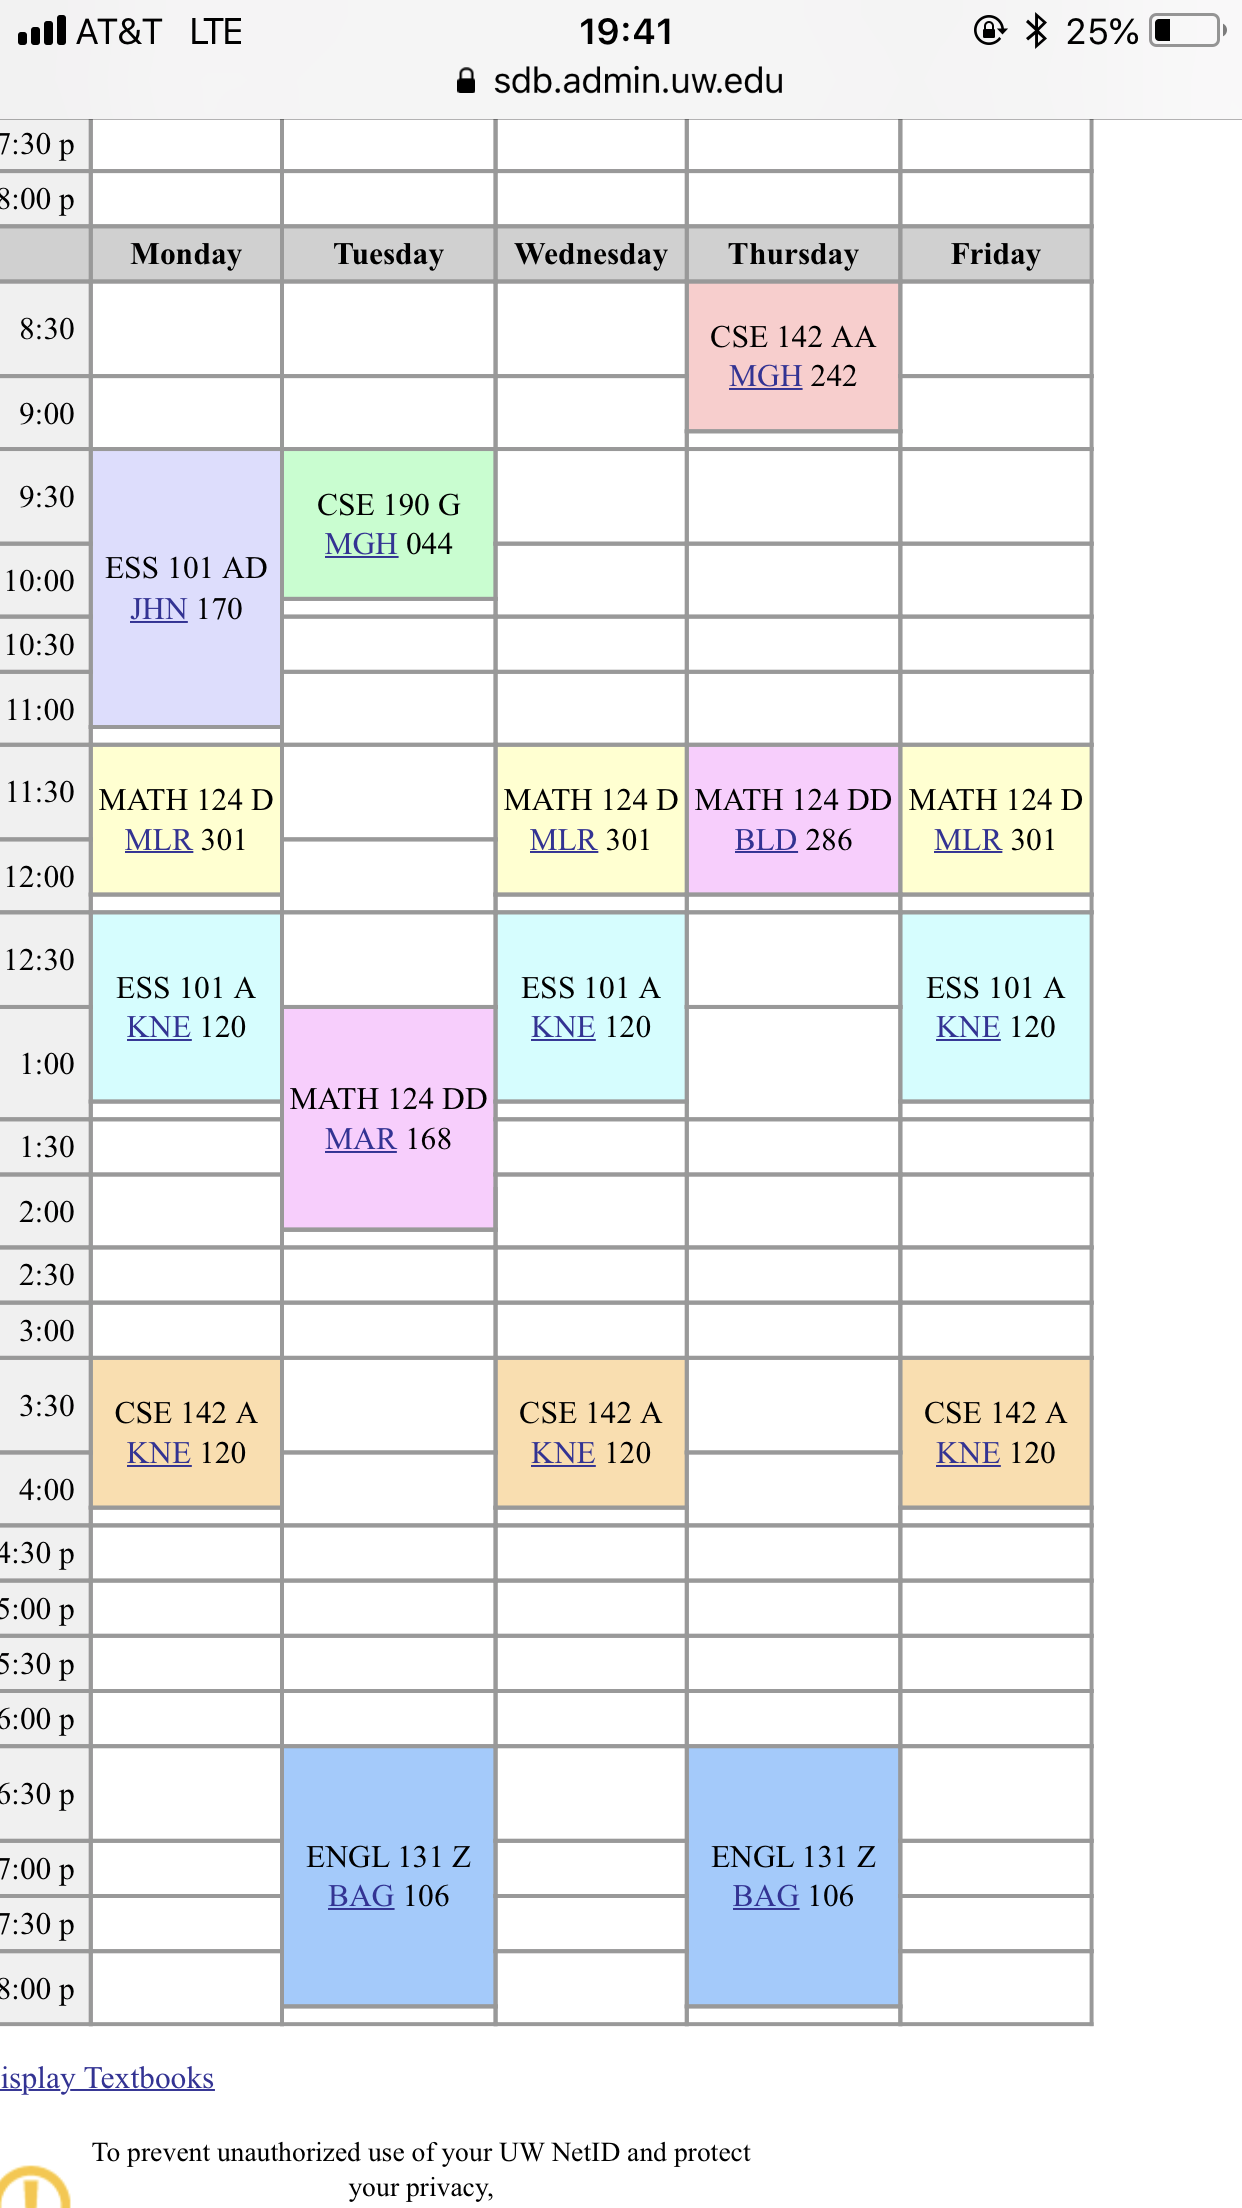 AT&T LTE 19:41 25%
sdb.admin.uw.edu
7:30 p
8:00 p
Monday Tuesday Wednesday Thursday Friday
8:30
CSE 142 AA
MGH 242
9:00
9:30
CSE 190 G
MGH 044
ESS 101 AD
JHN 170
10:00
10:30
11:00
11:30
MATH 124 D MATH 124 D MATH 124 DD MATH 124 D
MLR 301 MLR 301 BLD 286 MLR 301
12:00
12:30
ESS 101 A ESS 101 A ESS 101 A
KNE 120 KNE 120 KNE 120
1:00
MATH 124 DD
MAR 168
1:30
2:00
2:30
3:00
3:30
CSE 142 A CSE 142 A CSE 142 A
KNE 120 KNE 120 KNE 120
4:00
4:30 p
5:00 p
5:30 p
6:00 p
6:30 p
ENGL 131 Z ENGL 131 Z
BAG 106 BAG 106
7:00 p
7:30 p
8:00 p
isplay Textbooks
To prevent unauthorized use of your UW NetID and protect
your privacy,